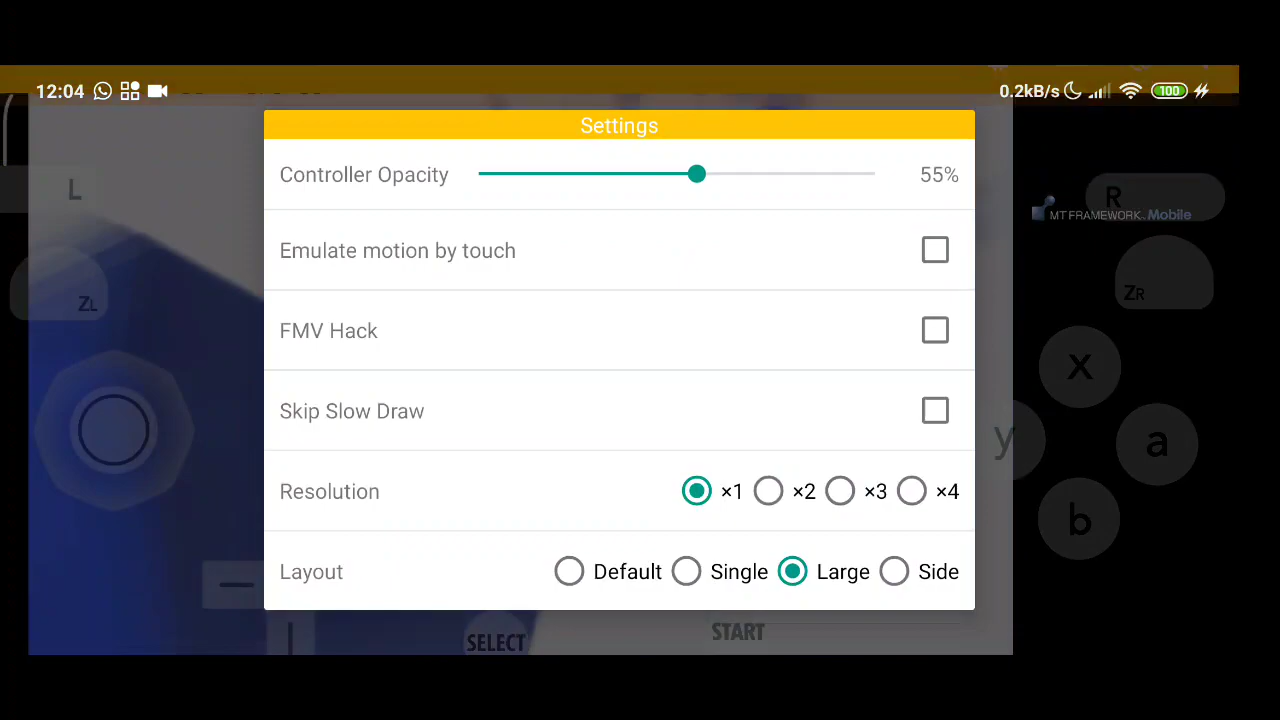 12:04 0.2kB/s 100
Settings
Controller Opacity 55%
Emulate motion by touch
FMV Hack
Skip Slow Draw
Resolution ×1 ×2 ×3 ×4
Layout Default Single Large Side
L
ZL
R
MT FRAMEWORK Mobile
ZR
x
y
a
b
SELECT
START